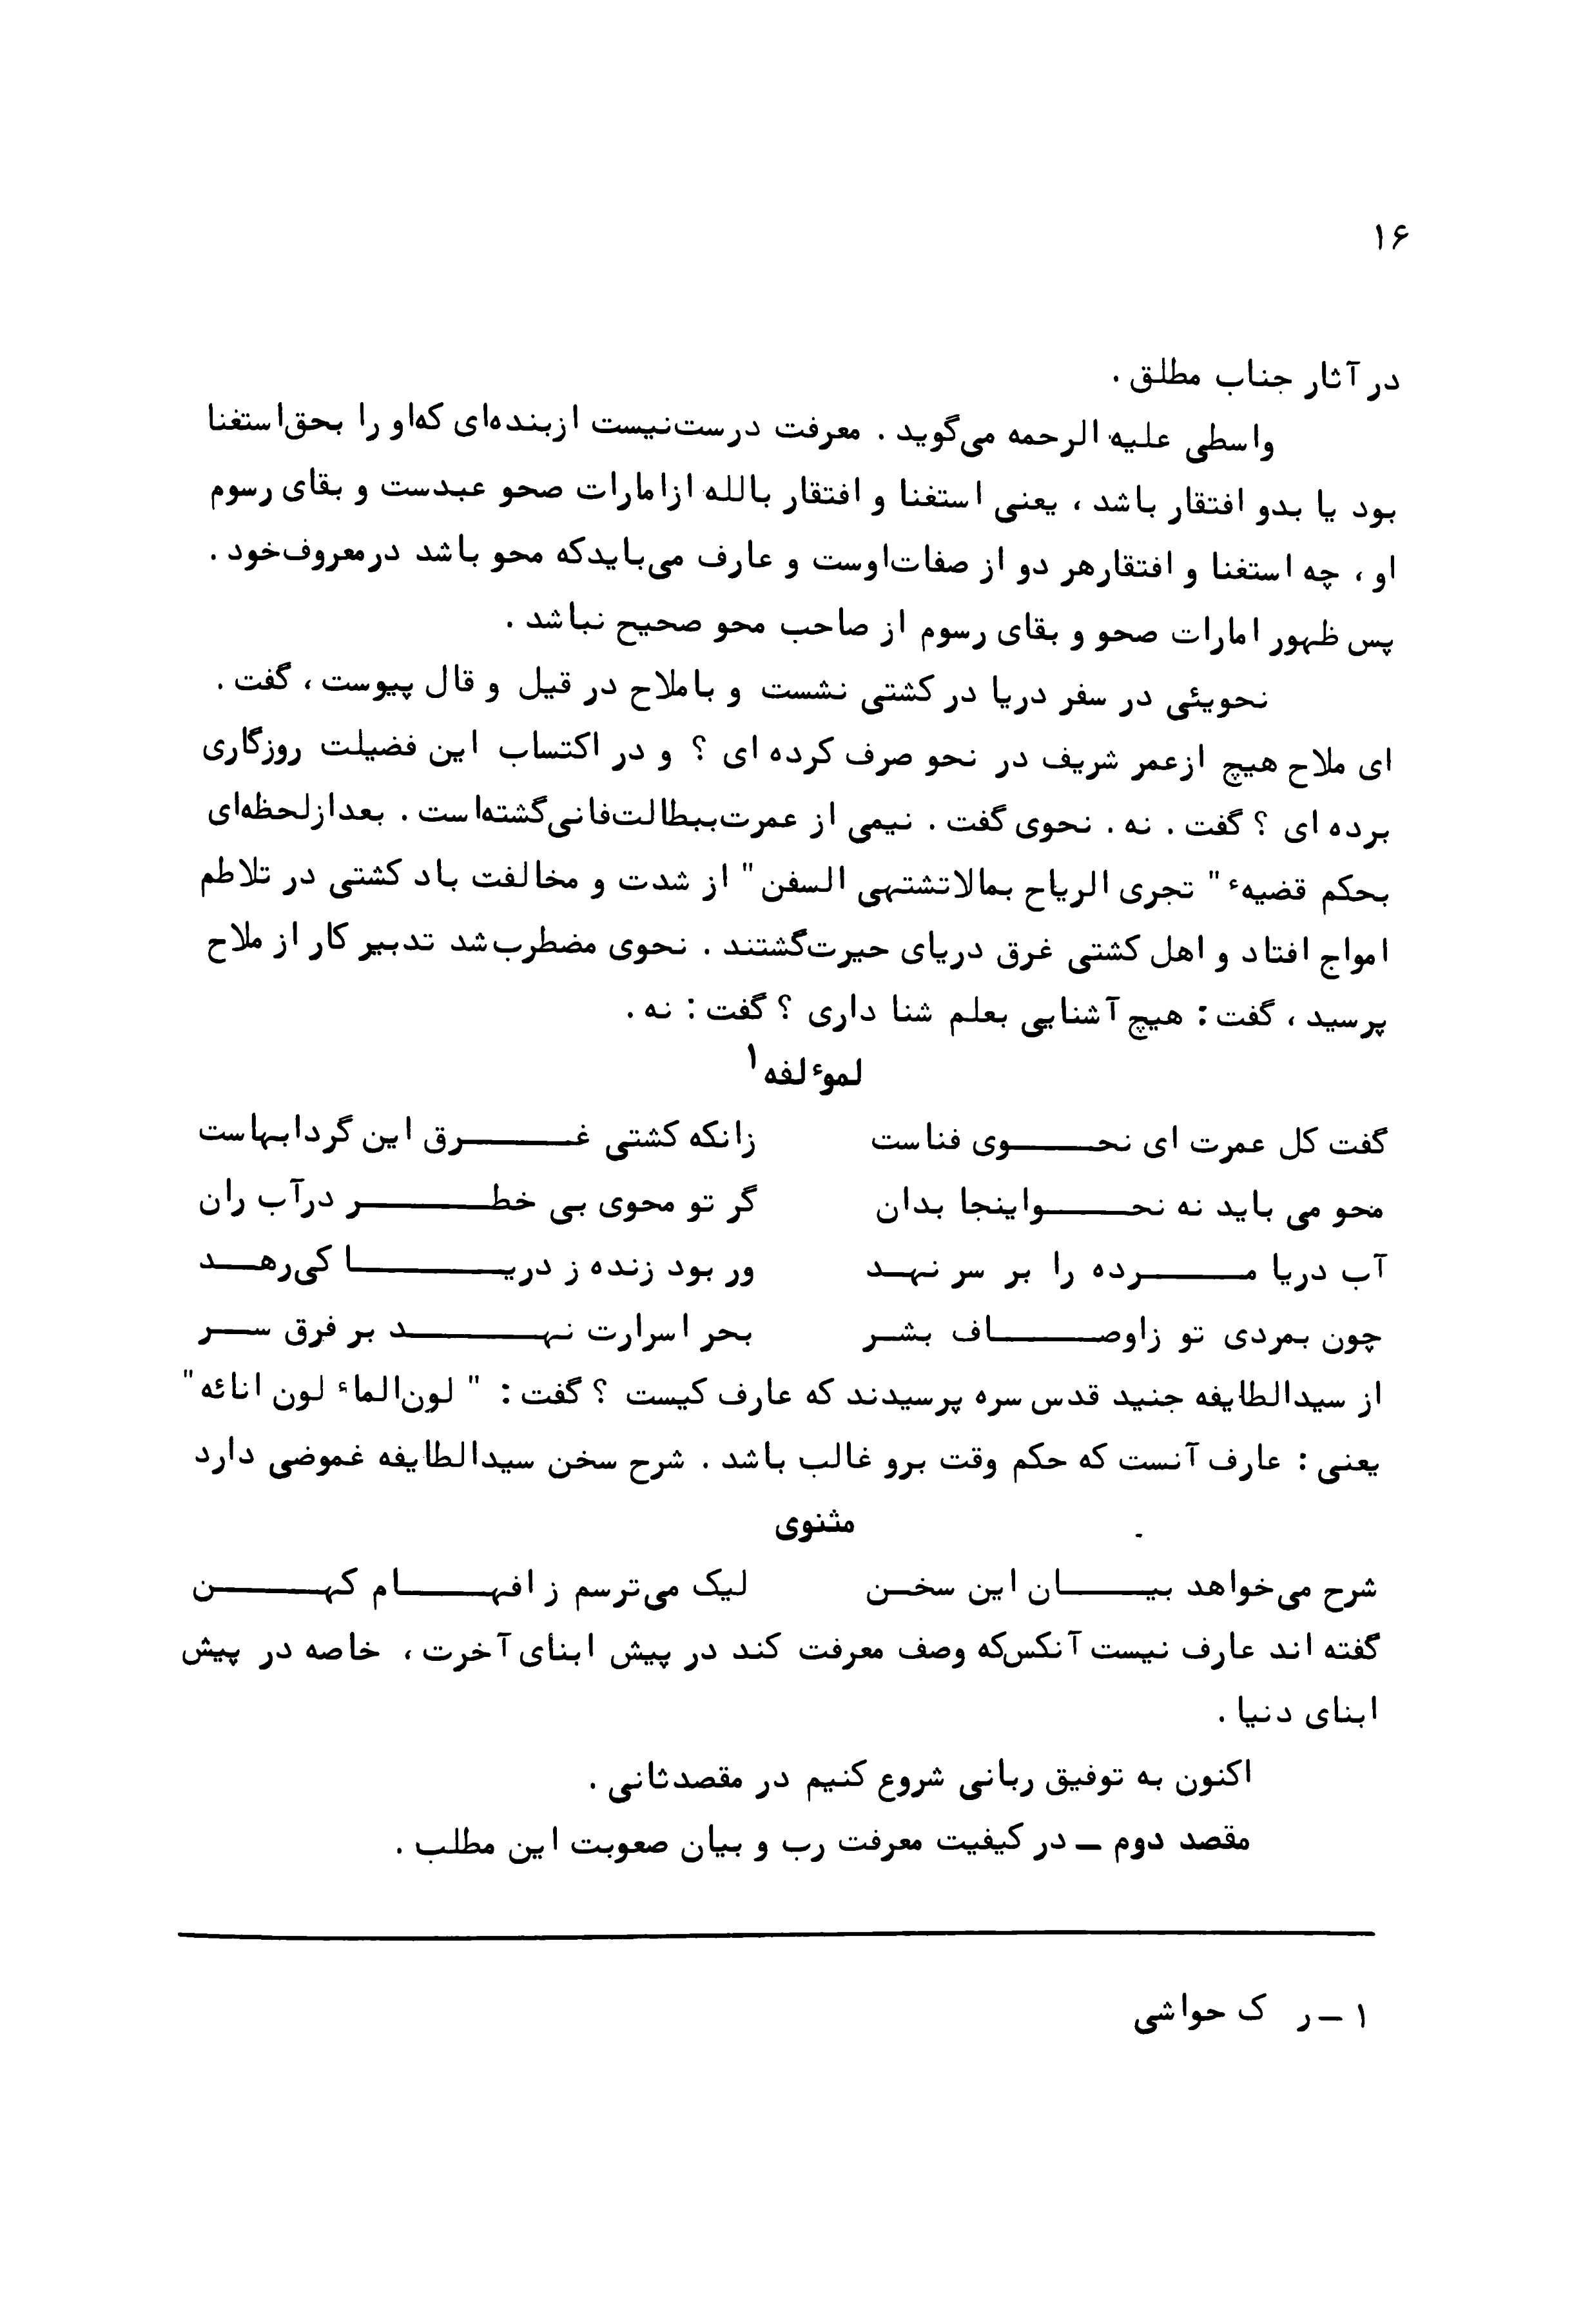 ۱۶
در آثار جناب مطلق .
واسطی علیه الرحمه می‌گوید . معرفت درست‌نیست ازبنده‌ای که‌او را بحق‌استغنا
بود یا بدو افتقار باشد ، یعنی استغنا و افتقار بالله ازامارات صحو عبدست و بقای رسوم
او ، چه استغنا و افتقارهر دو از صفات‌اوست و عارف می‌بایدکه محو باشد درمعروف‌خود .
پس ظهور امارات صحو و بقای رسوم از صاحب محو صحیح نباشد .
نحویئی در سفر دریا در کشتی نشست و باملاح در قیل و قال پیوست ، گفت .
ای ملاح هیچ ازعمر شریف در نحو صرف کرده ای ؟ و در اکتساب این فضیلت روزگاری
برده ای ؟ گفت . نه . نحوی گفت . نیمی از عمرت‌ببطالت‌فانی‌گشته‌است . بعدازلحظه‌ای
بحکم قضیهٔ " تجری الریاح بمالاتشتهی السفن " از شدت و مخالفت باد کشتی در تلاطم
امواج افتاد و اهل کشتی غرق دریای حیرت‌گشتند . نحوی مضطرب‌شد تدبیر کار از ملاح
پرسید ، گفت : هیچ آشنایی بعلم شنا داری ؟ گفت : نه .
لموٴلفه ۱
گفت کل عمرت ای نحـــوی فناست زانکه کشتی غـــرق این گردابهاست
محو می باید نه نحـــواینجا بدان گر تو محوی بی خطـــر درآب ران
آب دریا مـــرده را بر سر نهـد ور بود زنده ز دریـــا کی‌رهـــد
چون بمردی تو زاوصـــاف بشـر بحر اسرارت نهـــد بر فرق ســر
از سیدالطایفه جنید قدس سره پرسیدند که عارف کیست ؟ گفت : " لون‌الماء لون انائه "
یعنی : عارف آنست که حکم وقت برو غالب باشد . شرح سخن سیدالطایفه غموضی دارد
مثنوی
شرح می‌خواهد بیـــان این سخـن لیک می‌ترسم ز افهـــام کهـــن
گفته اند عارف نیست آنکس‌که وصف معرفت کند در پیش ابنای آخرت ، خاصه در پیش
ابنای دنیا .
اکنون به توفیق ربانی شروع کنیم در مقصدثانی .
مقصد دوم – در کیفیت معرفت رب و بیان صعوبت این مطلب .
۱ – ر ک حواشی